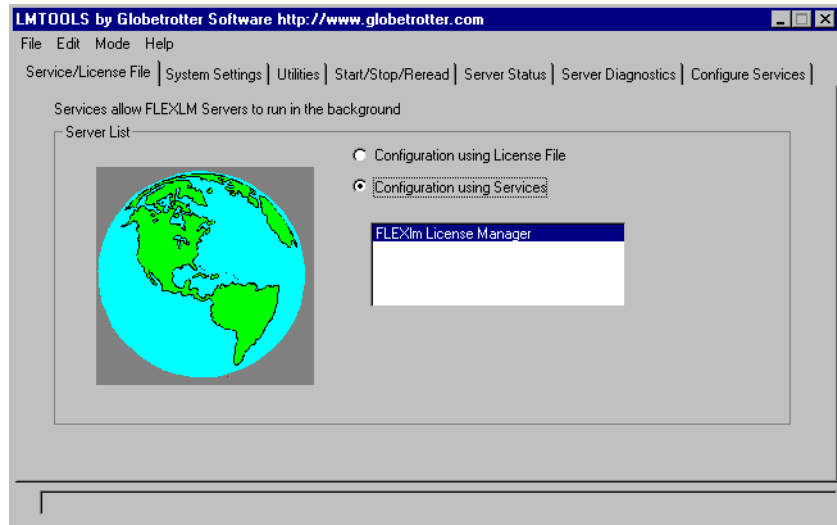 LMTOOLS by Globetrotter Software http://www.globetrotter.com
File Edit Mode Help
Service/License File System Settings Utilities Start/Stop/Reread Server Status Server Diagnostics Configure Services
Services allow FLEXLM Servers to run in the background
Server List
Configuration using License File
Configuration using Services
FLEXlm License Manager